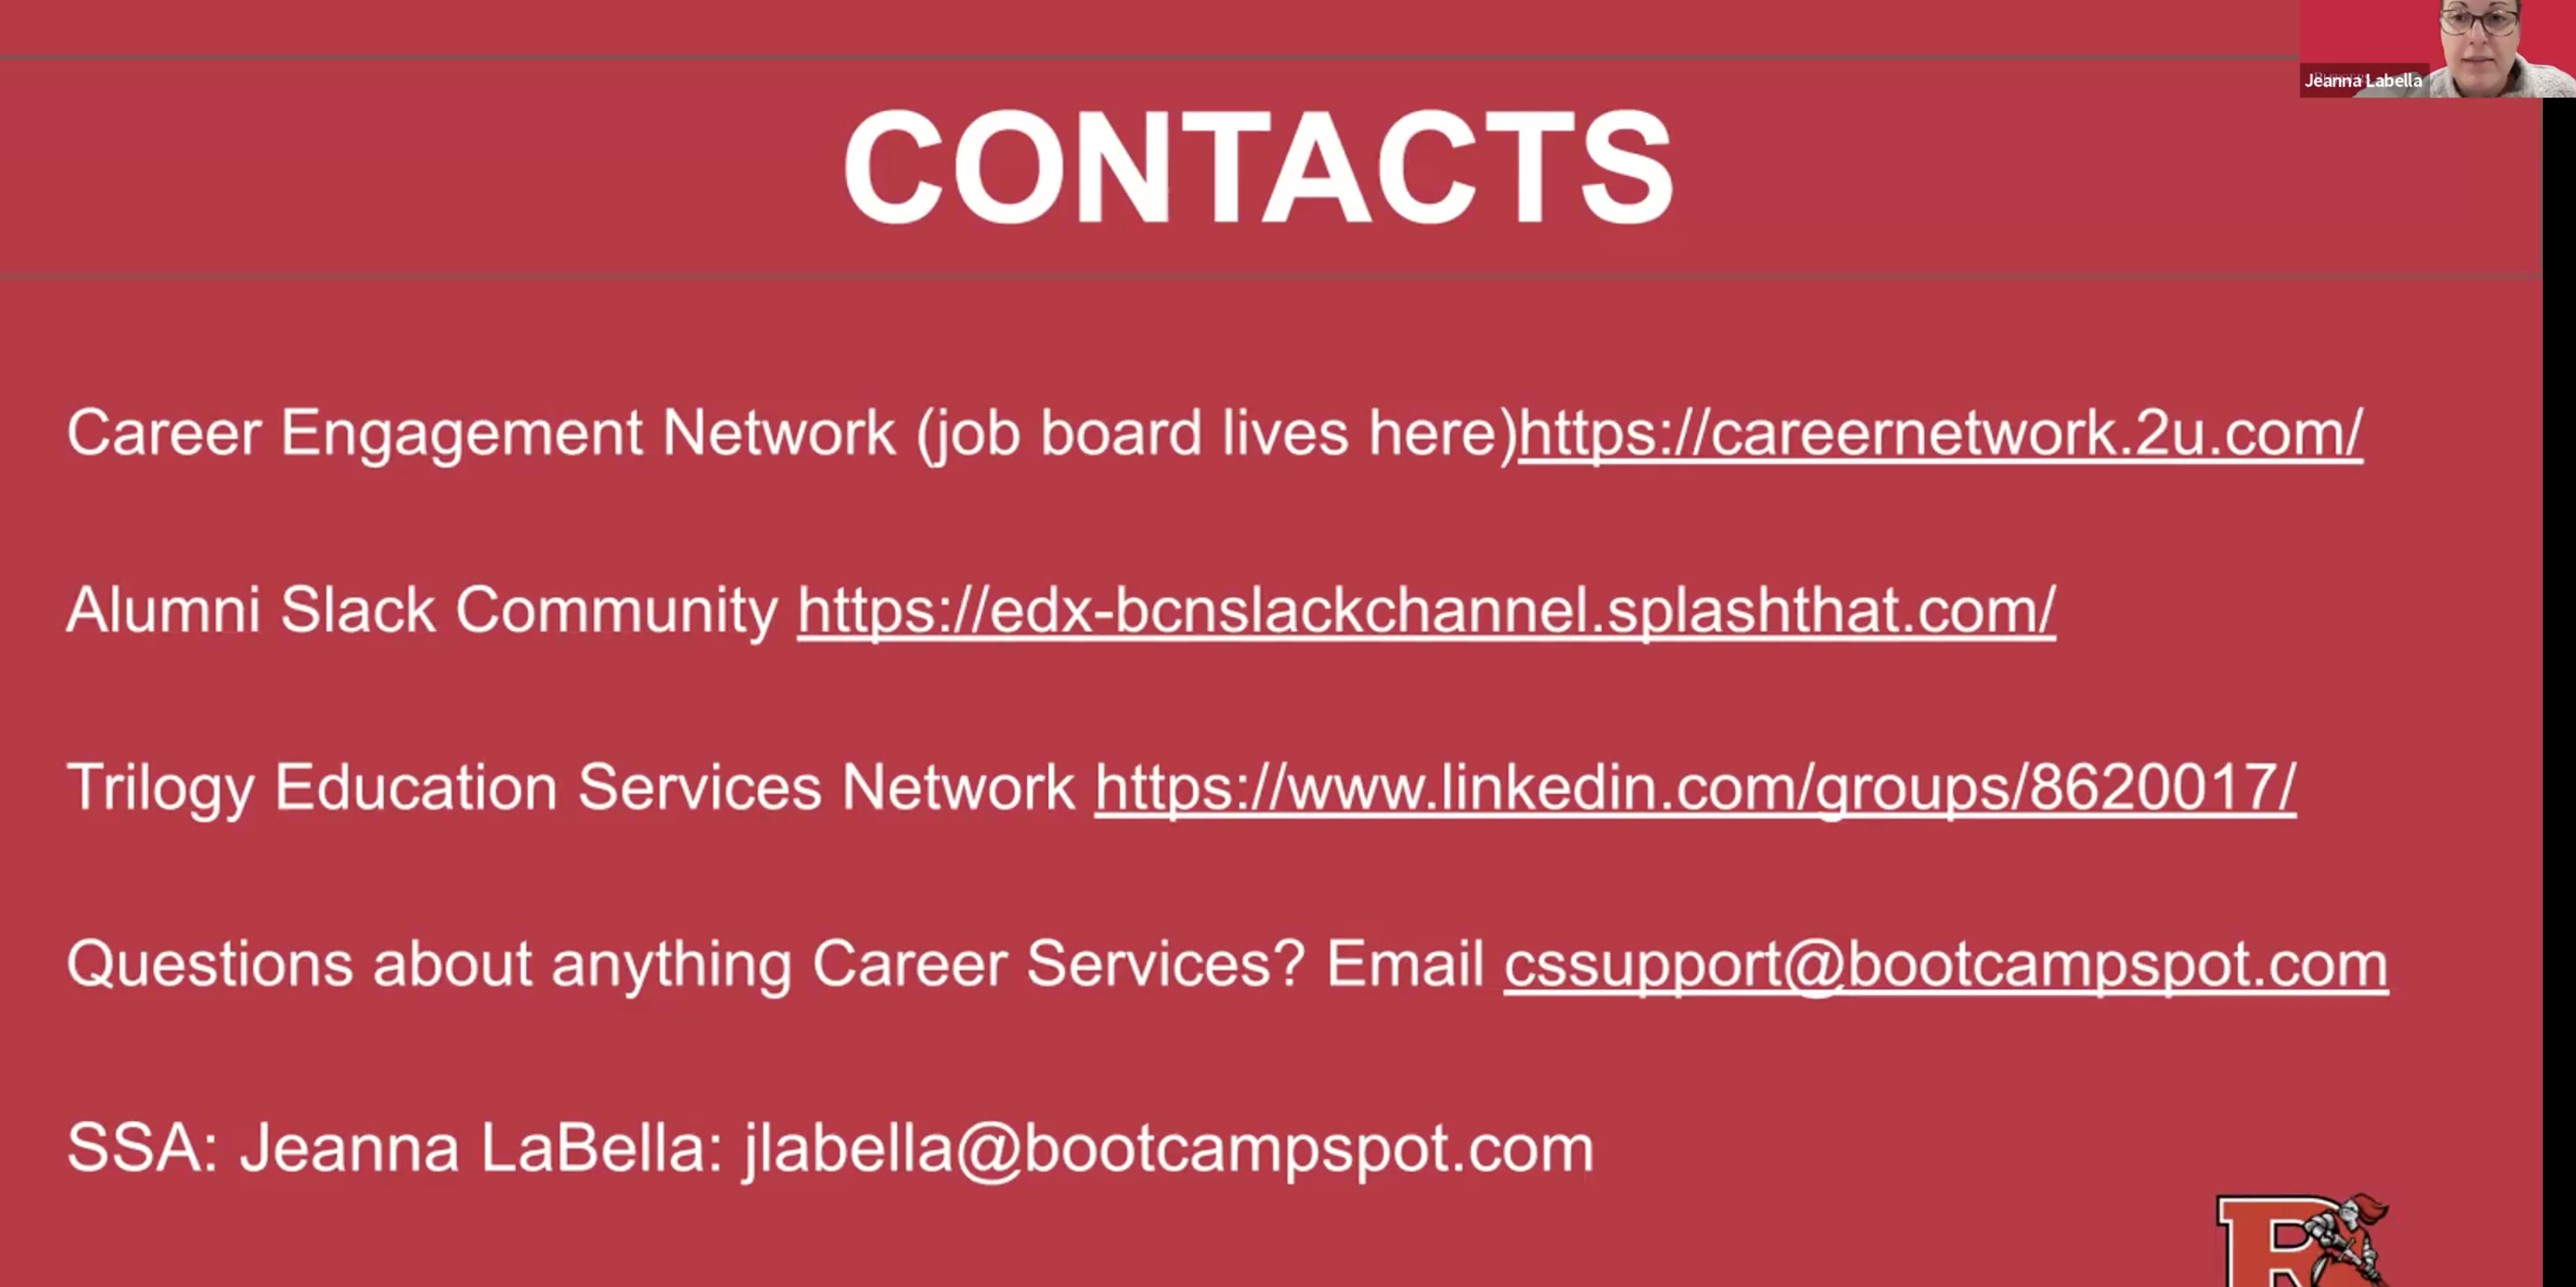 Jeanna Labella
CONTACTS
Career Engagement Network (job board lives here)https://careernetwork.2u.com/
Alumni Slack Community https://edx-bcnslackchannel.splashthat.com/
Trilogy Education Services Network https://www.linkedin.com/groups/8620017/
Questions about anything Career Services? Email cssupport@bootcampspot.com
SSA: Jeanna LaBella: jlabella@bootcampspot.com
R